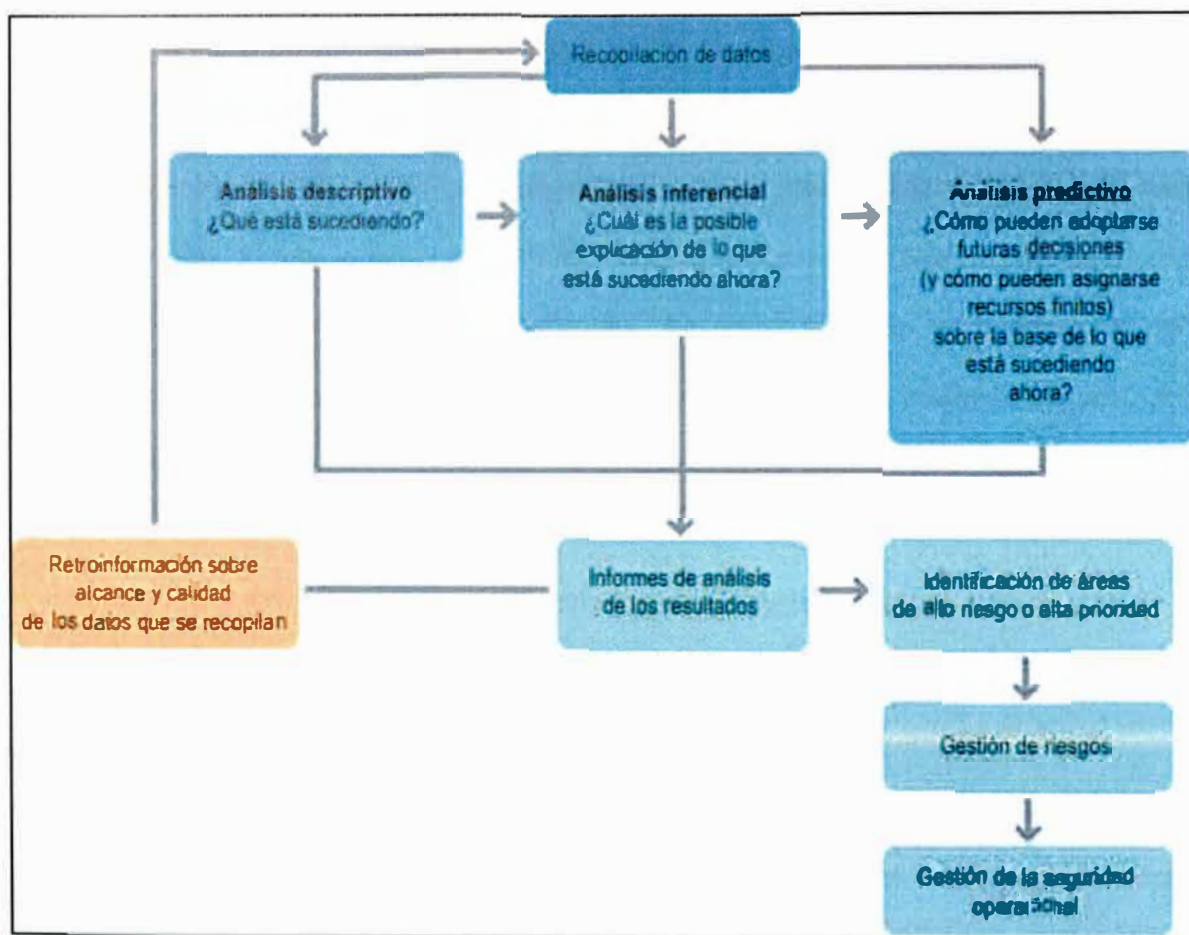 Recopilación de datos
Análisis descriptivo
¿Qué está sucediendo?
Análisis inferencial
¿Cuál es la posible
explicación de lo que
está sucediendo ahora?
Análisis predictivo
¿Cómo pueden adoptarse
futuras decisiones
(y cómo pueden asignarse
recursos finitos)
sobre la base de lo que
está sucediendo
ahora?
Retroinformación sobre
alcance y calidad
de los datos que se recopilan
Informes de análisis
de los resultados
Identificación de áreas
de alto riesgo o alta prioridad
Gestión de riesgos
Gestión de la seguridad
operacional